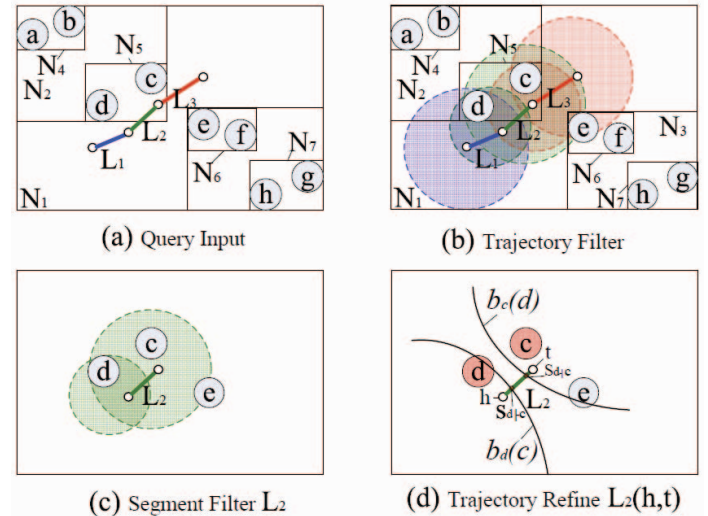 a
b
N4
N5
N2
c
d
L3
L2
L1
e
f
N7
N6
g
h
N1
(a) Query Input
a
b
N4
N5
N2
c
d
L3
L2
L1
e
f
N3
N6
N7
g
h
N1
(b) Trajectory Filter
c
d
L2
e
(c) Segment Filter L2
bc(d)
c
t
d
Sd|c
h
L2
e
Sd|-c
bd(c)
(d) Trajectory Refine L2(h,t)